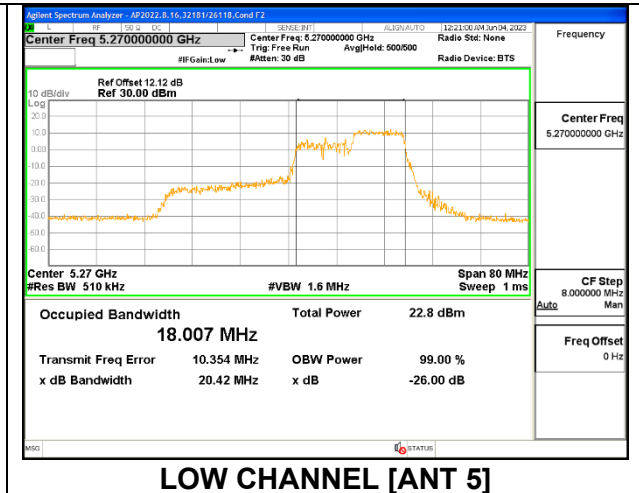 Agilent Spectrum Analyzer - AP2022.8.16,32181/26118,Cond F2
L RF 50 Ω DC SENSE:INT ALIGNAUTO 12:21:00 AM Jun 04, 2023
Center Freq 5.270000000 GHz Center Freq: 5.270000000 GHz Radio Std: None Frequency
Trig: Free Run Avg|Hold: 500/500
#IFGain:Low #Atten: 30 dB Radio Device: BTS
Ref Offset 12.12 dB
10 dB/div Ref 30.00 dBm
Log
20.0
10.0
0.00
-10.0
-20.0
-30.0
-40.0
-50.0
-60.0
Center Freq
5.270000000 GHz
Center 5.27 GHz Span 80 MHz
#Res BW 510 kHz #VBW 1.6 MHz Sweep 1 ms
CF Step
8.000000 MHz
Auto Man
Occupied Bandwidth Total Power 22.8 dBm
18.007 MHz
Freq Offset
0 Hz
Transmit Freq Error 10.354 MHz OBW Power 99.00 %
x dB Bandwidth 20.42 MHz x dB -26.00 dB
MSG STATUS
LOW CHANNEL [ANT 5]